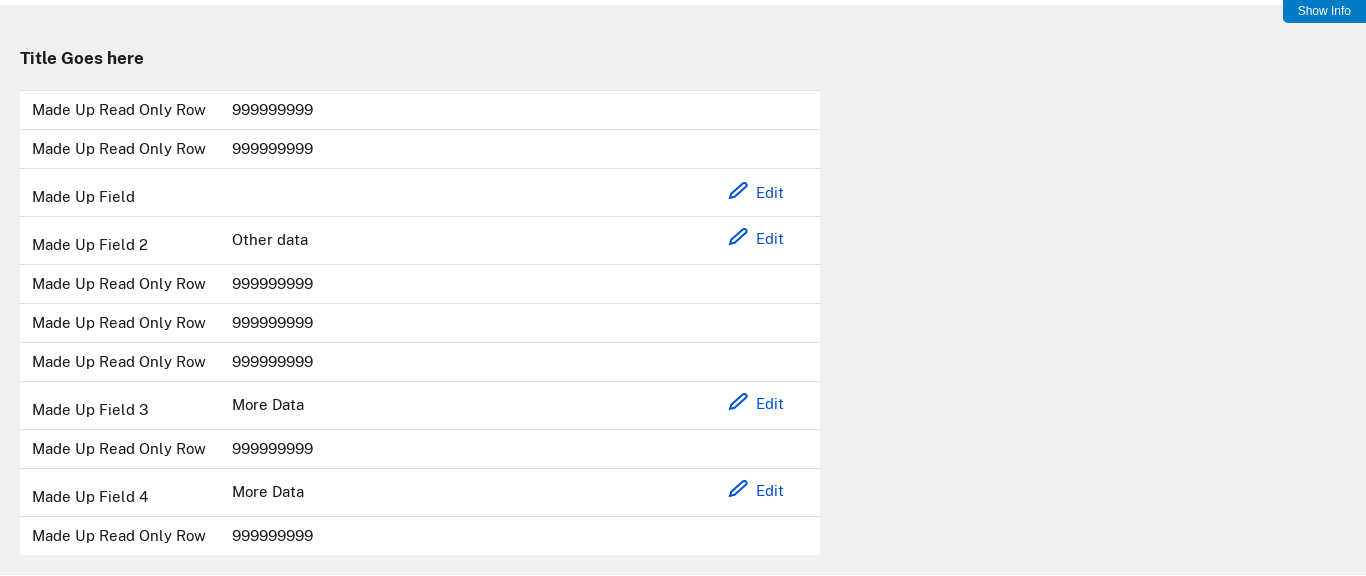 Show Info
Title Goes here
Made Up Read Only Row 999999999
Made Up Read Only Row 999999999
Made Up Field Edit
Made Up Field 2 Other data Edit
Made Up Read Only Row 999999999
Made Up Read Only Row 999999999
Made Up Read Only Row 999999999
Made Up Field 3 More Data Edit
Made Up Read Only Row 999999999
Made Up Field 4 More Data Edit
Made Up Read Only Row 999999999